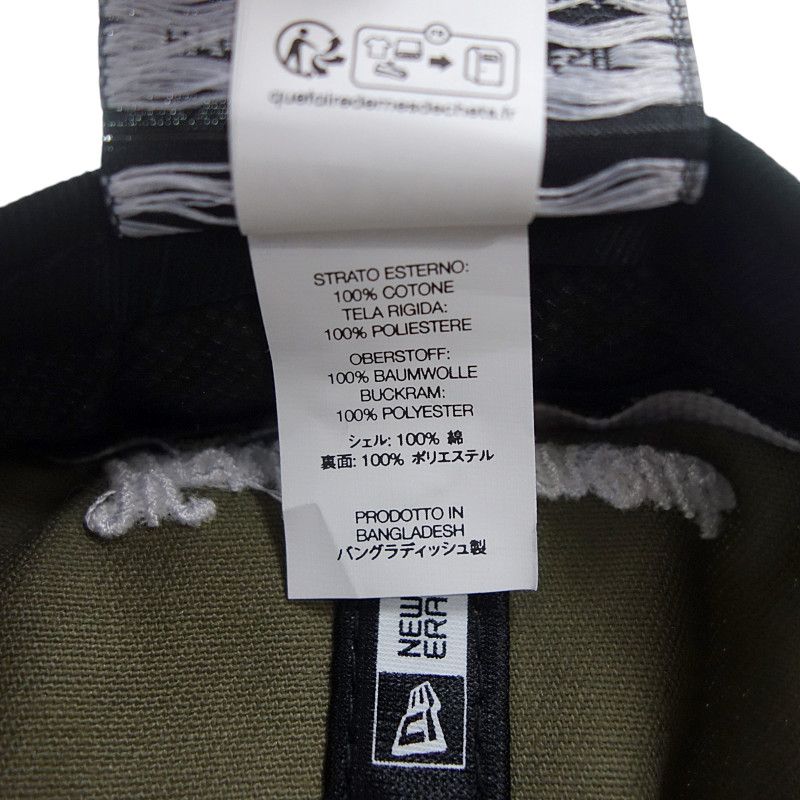 quefairedemesdechets.fr
STRATO ESTERNO:
100% COTONE
TELA RIGIDA:
100% POLIESTERE
OBERSTOFF:
100% BAUMWOLLE
BUCKRAM:
100% POLYESTER
シェル: 100% 綿
裏面: 100% ポリエステル
PRODOTTO IN
BANGLADESH
バングラディッシュ製
NEW
ERA